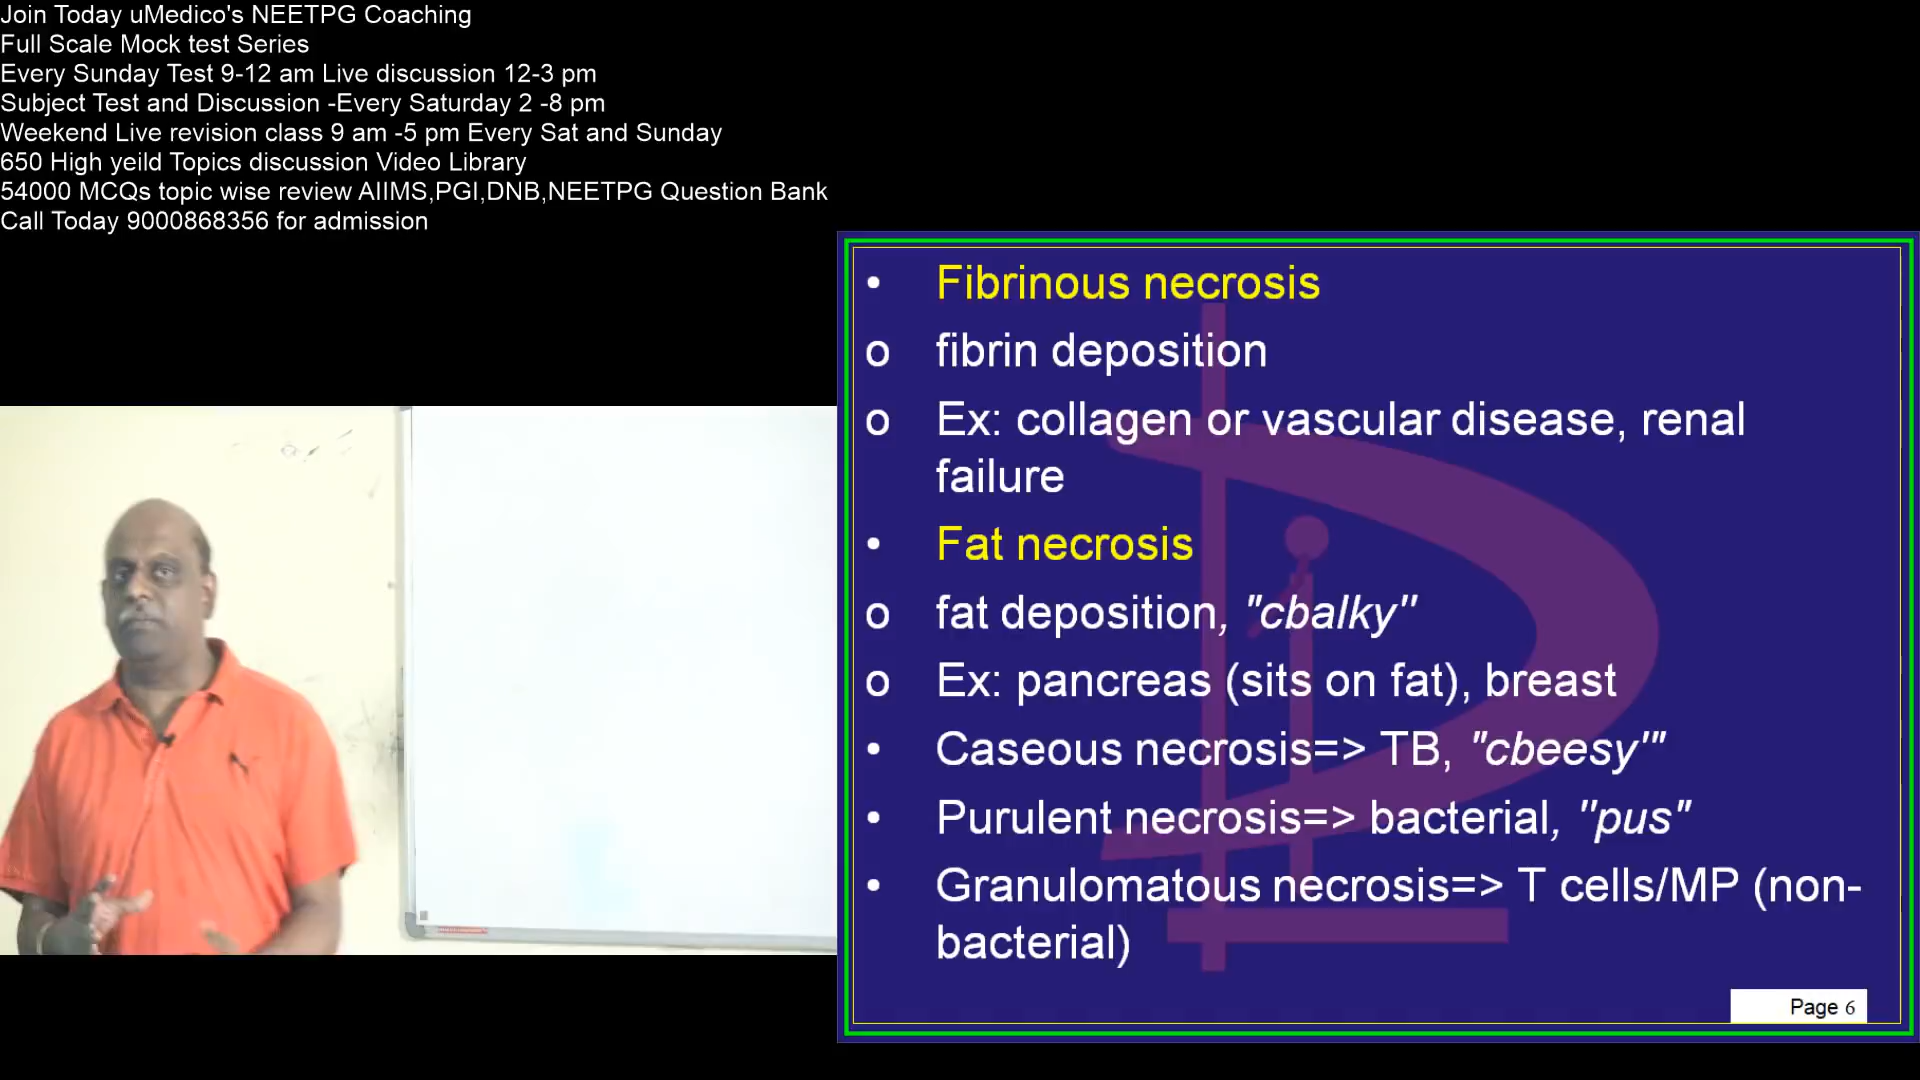 Join Today uMedico's NEETPG Coaching
Full Scale Mock test Series
Every Sunday Test 9-12 am Live discussion 12-3 pm
Subject Test and Discussion -Every Saturday 2 -8 pm
Weekend Live revision class 9 am -5 pm Every Sat and Sunday
650 High yeild Topics discussion Video Library
54000 MCQs topic wise review AIIMS,PGI,DNB,NEETPG Question Bank
Call Today 9000868356 for admission
• Fibrinous necrosis
o fibrin deposition
o Ex: collagen or vascular disease, renal
failure
• Fat necrosis
o fat deposition, "cbalky"
o Ex: pancreas (sits on fat), breast
• Caseous necrosis=> TB, "cbeesy'"
• Purulent necrosis=> bacterial, "pus"
• Granulomatous necrosis=> T cells/MP (non-
bacterial)
Page 6